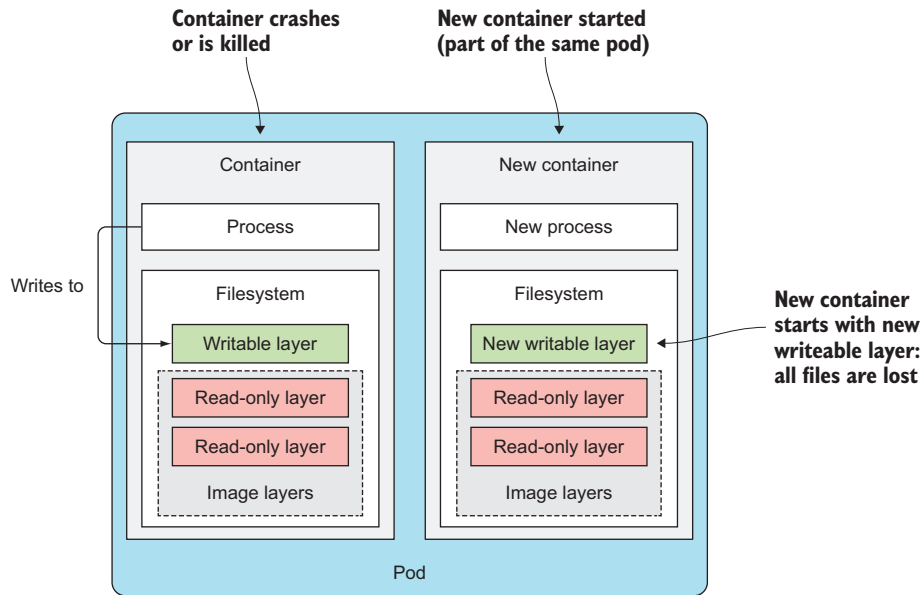 Container crashes
or is killed
New container started
(part of the same pod)
Container
New container
Process
New process
Writes to
Filesystem
Filesystem
Writable layer
New writable layer
New container
starts with new
writeable layer:
all files are lost
Read-only layer
Read-only layer
Read-only layer
Read-only layer
Image layers
Image layers
Pod